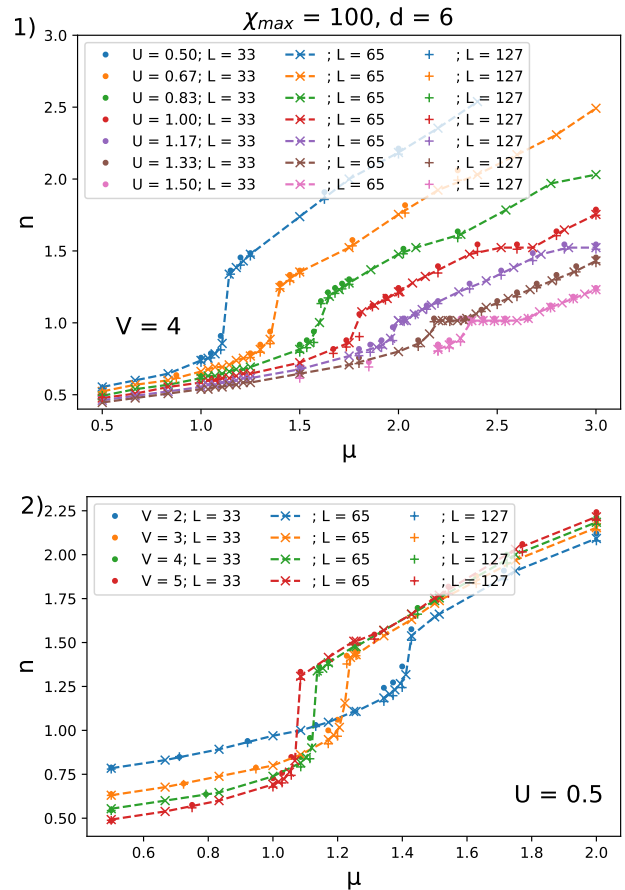 1)
χmax = 100, d = 6
U = 0.50; L = 33 ; L = 65 ; L = 127
U = 0.67; L = 33 ; L = 65 ; L = 127
U = 0.83; L = 33 ; L = 65 ; L = 127
U = 1.00; L = 33 ; L = 65 ; L = 127
U = 1.17; L = 33 ; L = 65 ; L = 127
U = 1.33; L = 33 ; L = 65 ; L = 127
U = 1.50; L = 33 ; L = 65 ; L = 127
3.0
2.5
2.0
1.5
1.0
0.5
n
V = 4
0.5 1.0 1.5 2.0 2.5 3.0
μ
2)
V = 2; L = 33 ; L = 65 ; L = 127
V = 3; L = 33 ; L = 65 ; L = 127
V = 4; L = 33 ; L = 65 ; L = 127
V = 5; L = 33 ; L = 65 ; L = 127
2.25
2.00
1.75
1.50
1.25
1.00
0.75
0.50
n
U = 0.5
0.6 0.8 1.0 1.2 1.4 1.6 1.8 2.0
μ